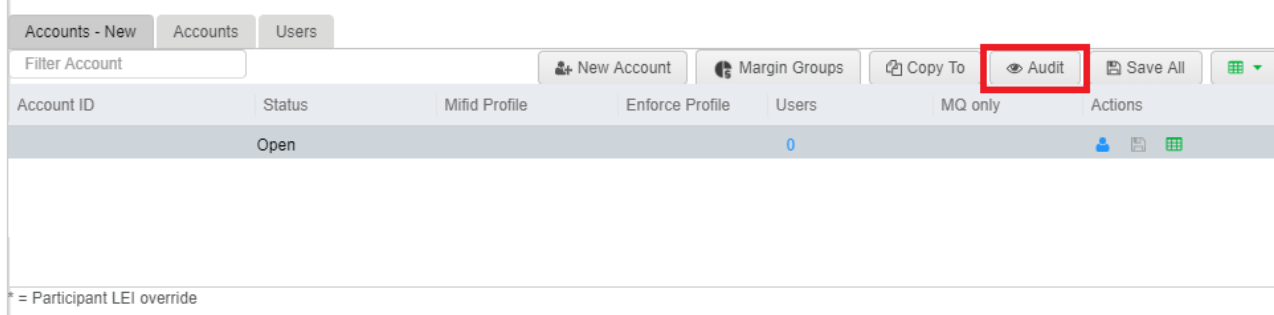 Accounts - New Accounts Users
Filter Account New Account Margin Groups Copy To Audit Save All
Account ID Status Mifid Profile Enforce Profile Users MQ only Actions
Open 0
* = Participant LEI override